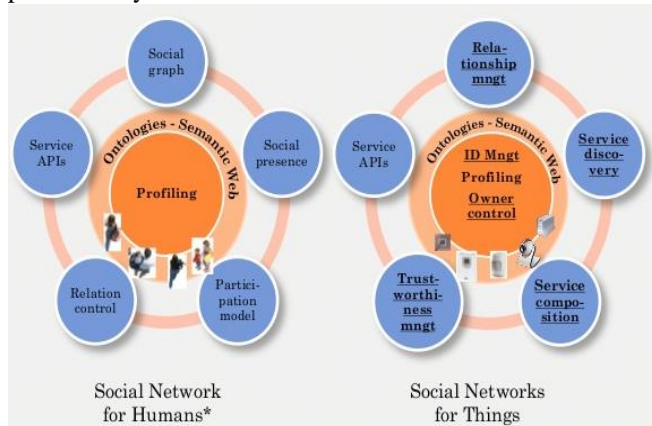 Social
graph
Service
APIs
Ontologies - Semantic Web
Social
presence
Profiling
Relation
control
Partici-
pation
model
Social Network
for Humans*
Rela-
tionship
mngt
Service
APIs
Ontologies - Semantic Web
Service
disco-
very
ID Mngt
Profiling
Owner
control
Trust-
worthi-
ness
mngt
Service
compo-
sition
Social Networks
for Things